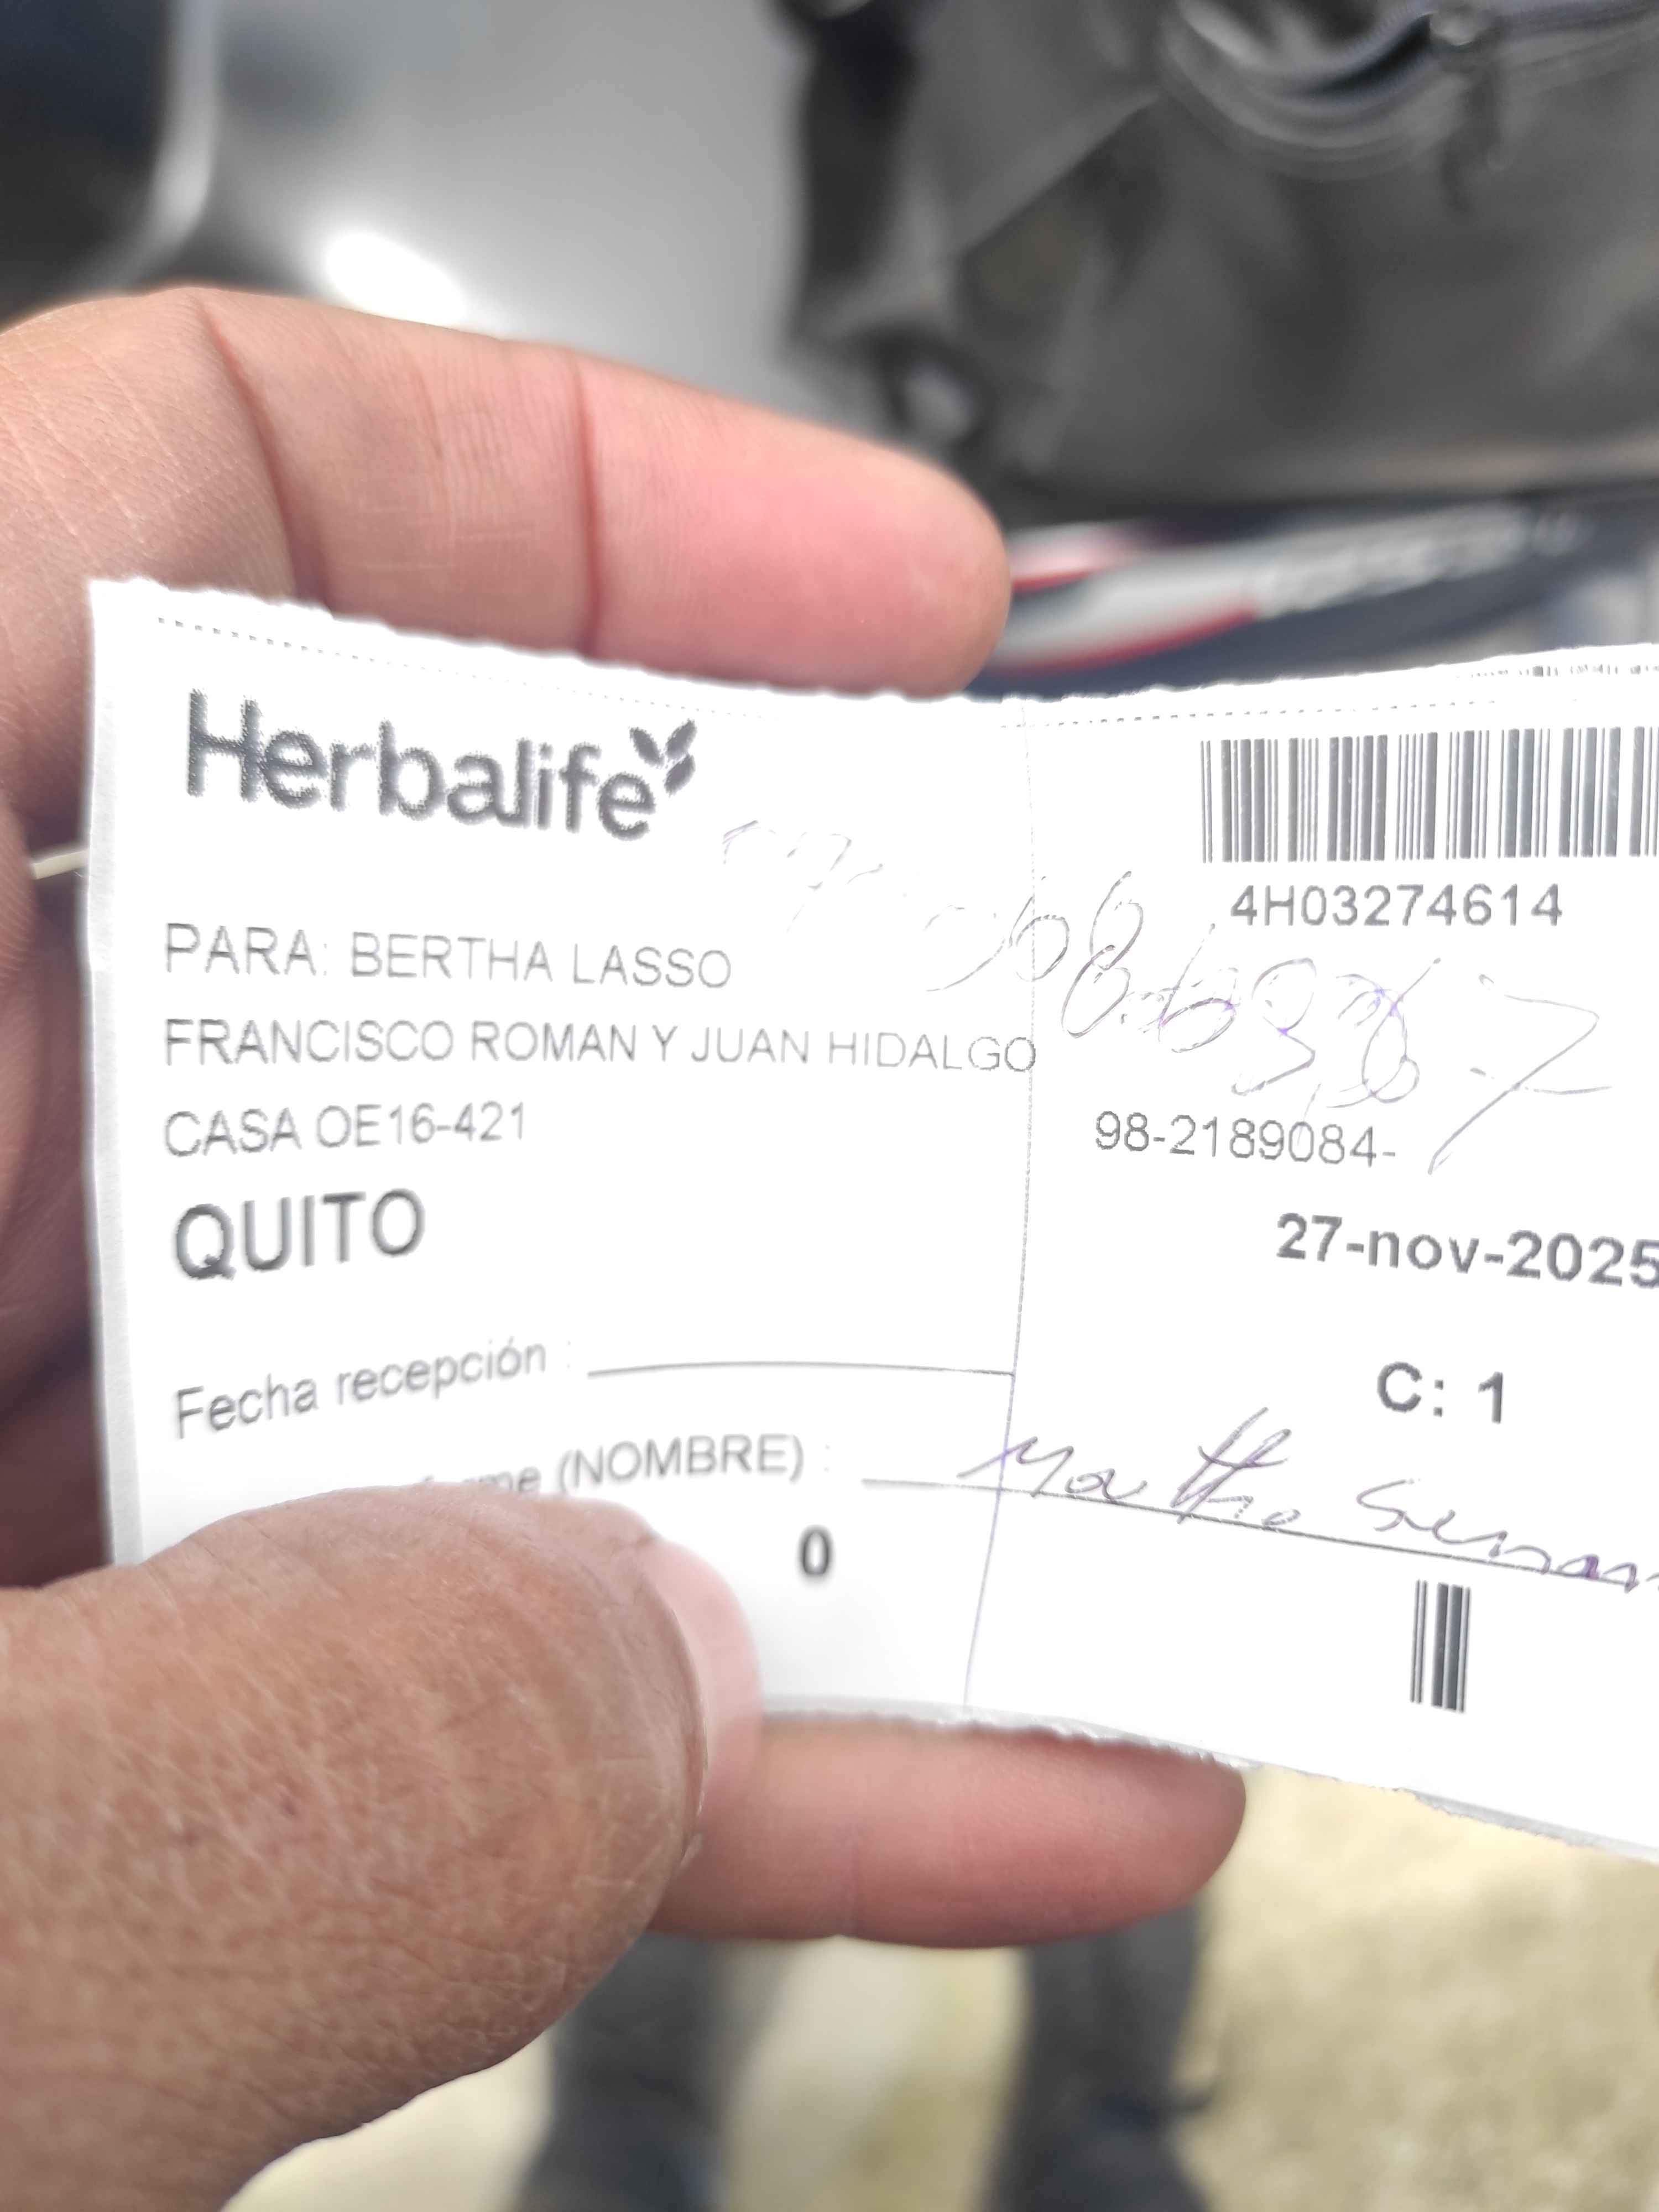 Herbalife
4H03274614
PARA: BERTHA LASSO
FRANCISCO ROMAN Y JUAN HIDALGO
CASA OE16-421
98-2189084-
QUITO
27-nov-2025
Fecha recepción :
C: 1
(NOMBRE) :
0